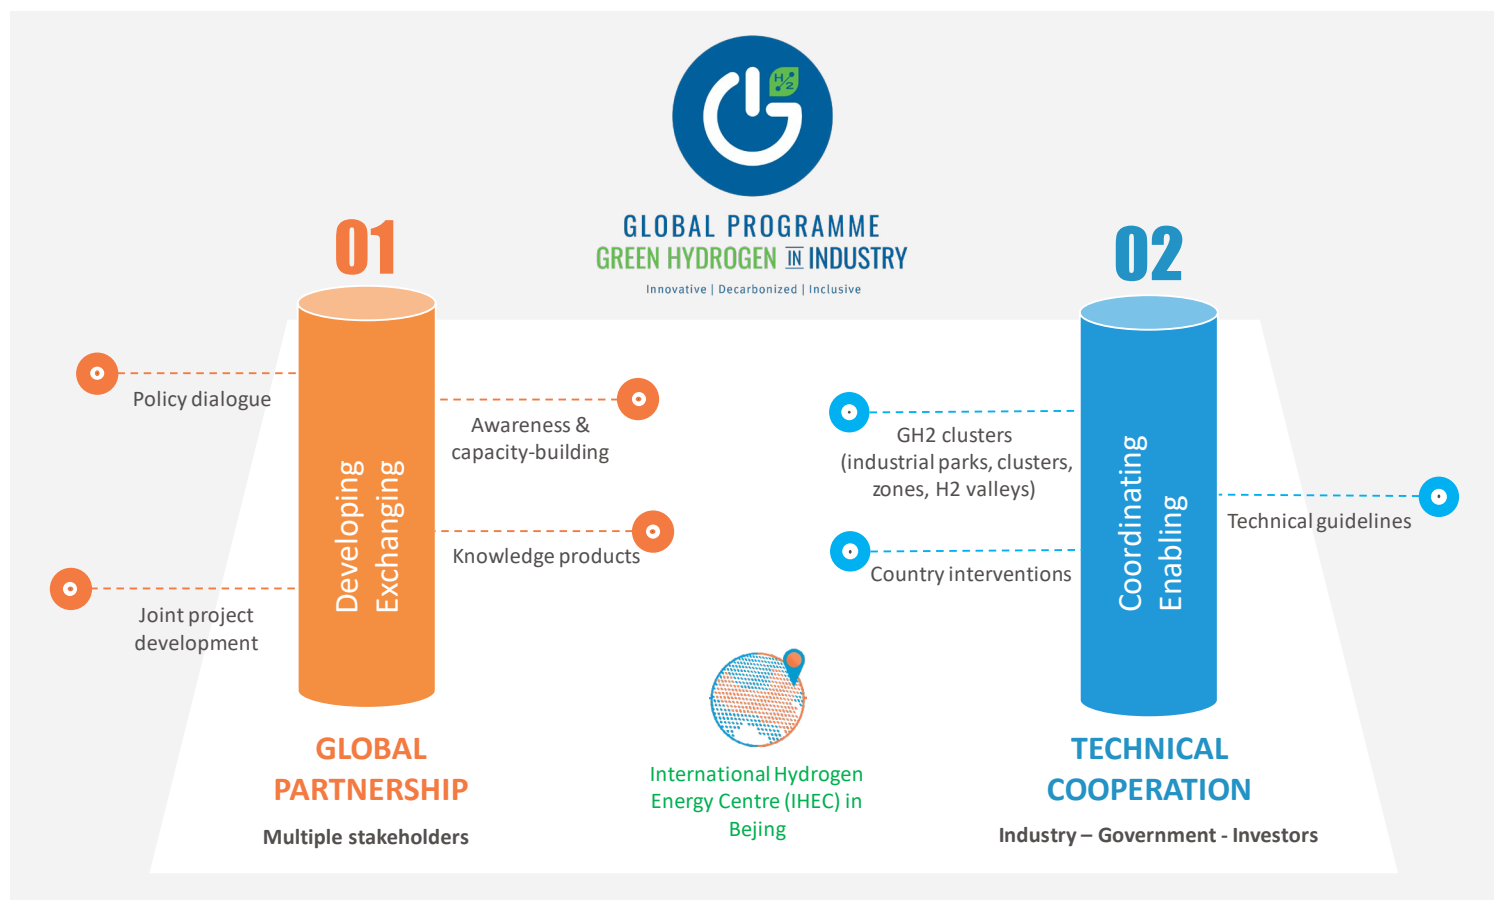 H2
GLOBAL PROGRAMME
GREEN HYDROGEN IN INDUSTRY
Innovative | Decarbonized | Inclusive
01
Policy dialogue
Awareness &
capacity-building
Knowledge products
Joint project
development
Developing
Exchanging
GLOBAL
PARTNERSHIP
Multiple stakeholders
International Hydrogen
Energy Centre (IHEC) in
Bejing
02
GH2 clusters
(industrial parks, clusters,
zones, H2 valleys)
Technical guidelines
Country interventions
Coordinating
Enabling
TECHNICAL
COOPERATION
Industry – Government - Investors